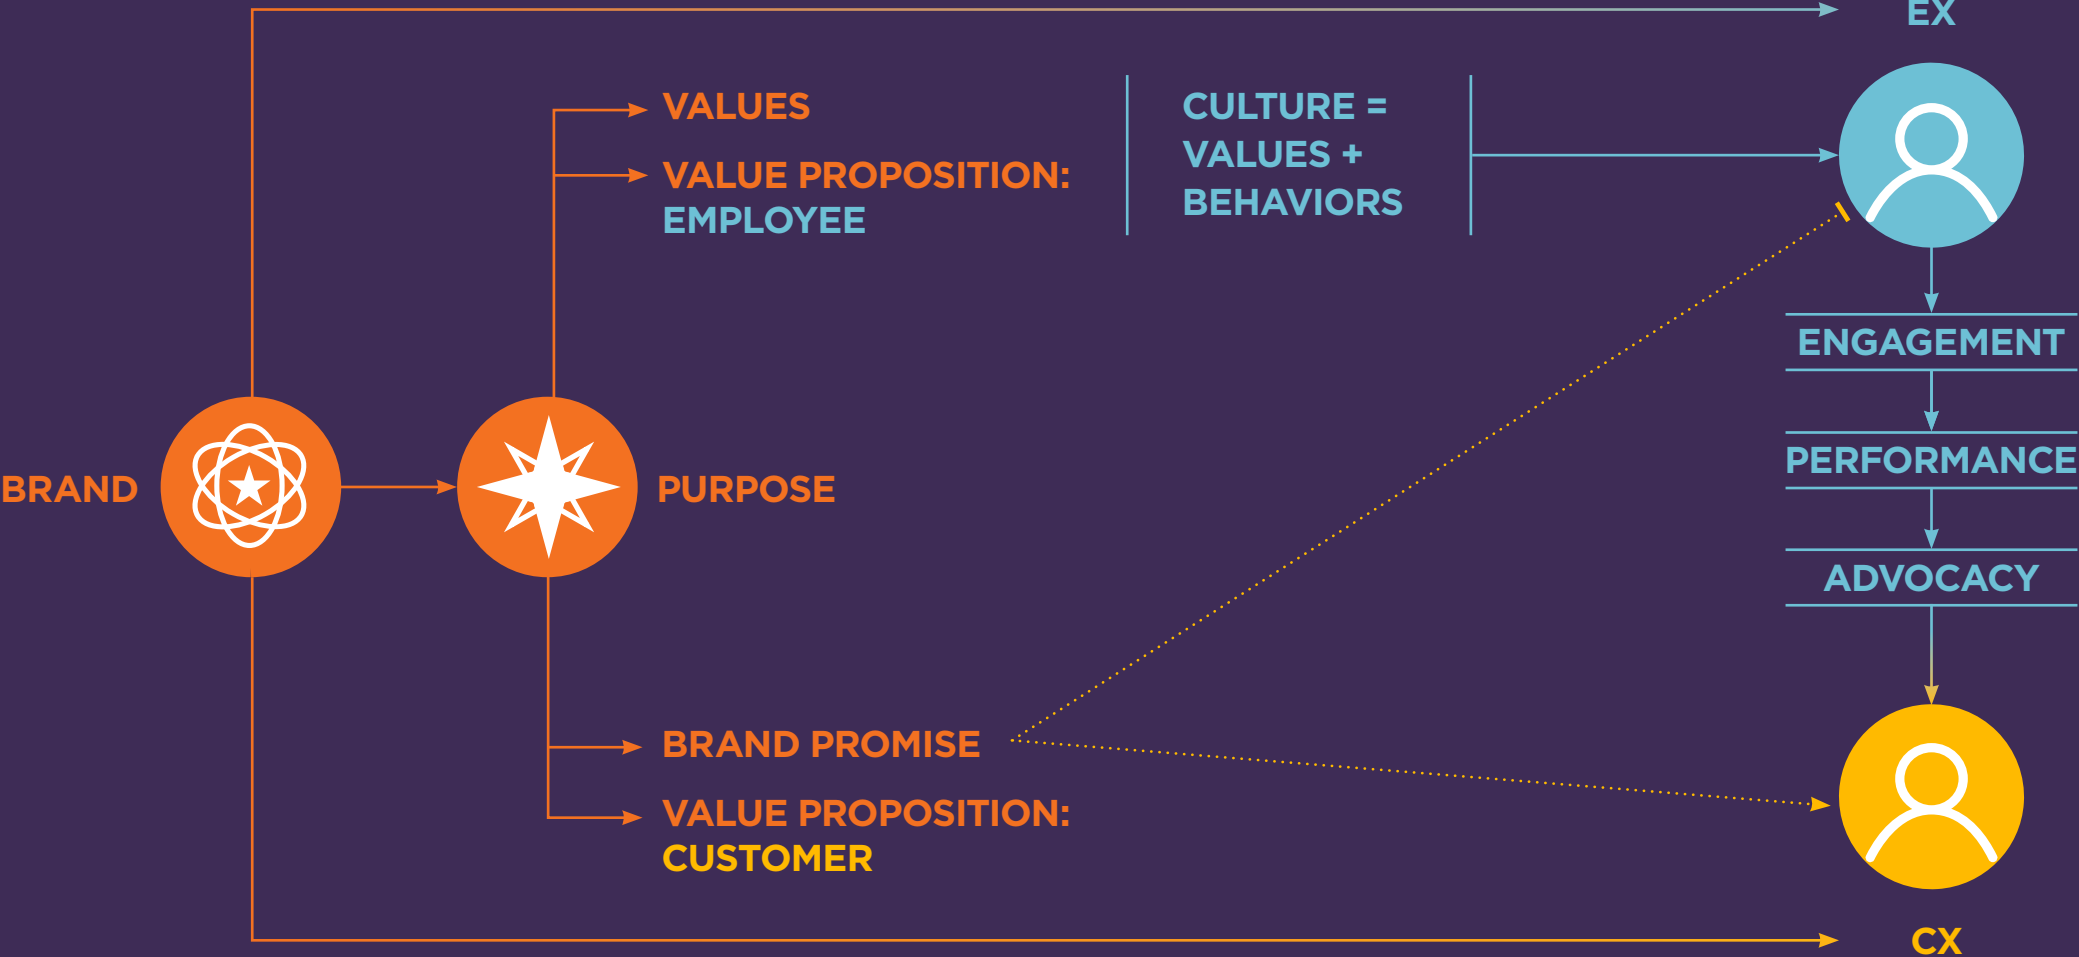 EX
VALUES
VALUE PROPOSITION:
EMPLOYEE
CULTURE =
VALUES +
BEHAVIORS
ENGAGEMENT
PERFORMANCE
ADVOCACY
BRAND
PURPOSE
BRAND PROMISE
VALUE PROPOSITION:
CUSTOMER
CX